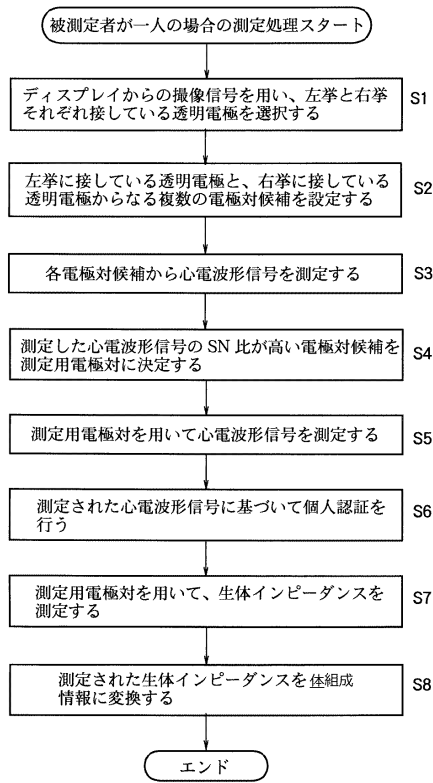 被測定者が一人の場合の測定処理スタート
ディスプレイからの撮像信号を用い、左挙と右挙
それぞれ接している透明電極を選択する
S1
左挙に接している透明電極と、右挙に接している
透明電極からなる複数の電極対候補を設定する
S2
各電極対候補から心電波形信号を測定する
S3
測定した心電波形信号の SN 比が高い電極対候補を
測定用電極対に決定する
S4
測定用電極対を用いて心電波形信号を測定する
S5
測定された心電波形信号に基づいて個人認証を
行う
S6
測定用電極対を用いて、生体インピーダンスを
測定する
S7
測定された生体インピーダンスを 体組成
情報に変換する
S8
エンド